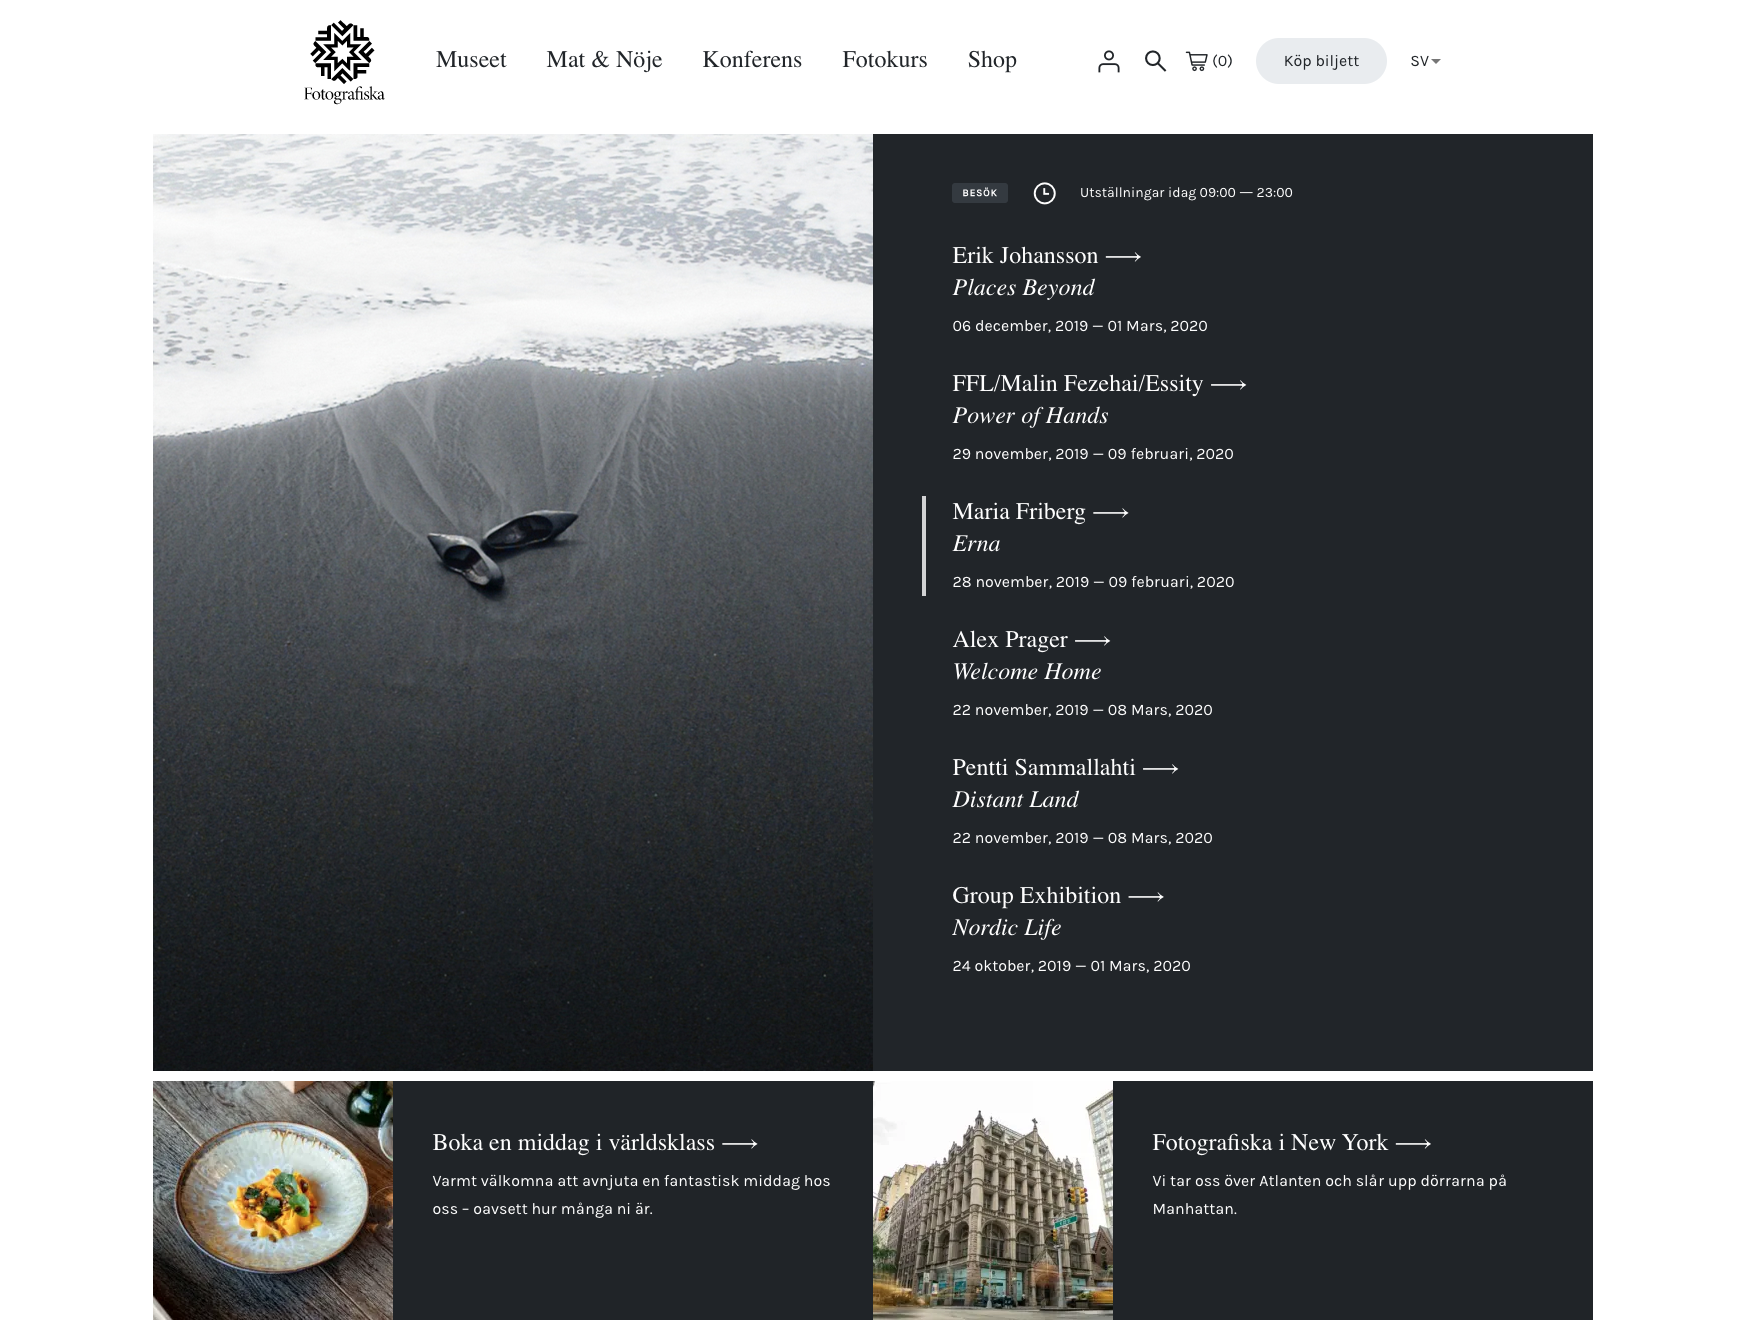 Fotografiska
Museet
Mat & Nöje
Konferens
Fotokurs
Shop
(0)
Köp biljett
SV
BESÖK
Utställningar idag 09:00 — 23:00
Erik Johansson ⟶
Places Beyond
06 december, 2019 — 01 Mars, 2020
FFL/Malin Fezehai/Essity ⟶
Power of Hands
29 november, 2019 — 09 februari, 2020
Maria Friberg ⟶
Erna
28 november, 2019 — 09 februari, 2020
Alex Prager ⟶
Welcome Home
22 november, 2019 — 08 Mars, 2020
Pentti Sammallahti ⟶
Distant Land
22 november, 2019 — 08 Mars, 2020
Group Exhibition ⟶
Nordic Life
24 oktober, 2019 — 01 Mars, 2020
Boka en middag i världsklass ⟶
Varmt välkomna att avnjuta en fantastisk middag hos
oss – oavsett hur många ni är.
Fotografiska i New York ⟶
Vi tar oss över Atlanten och slår upp dörrarna på
Manhattan.